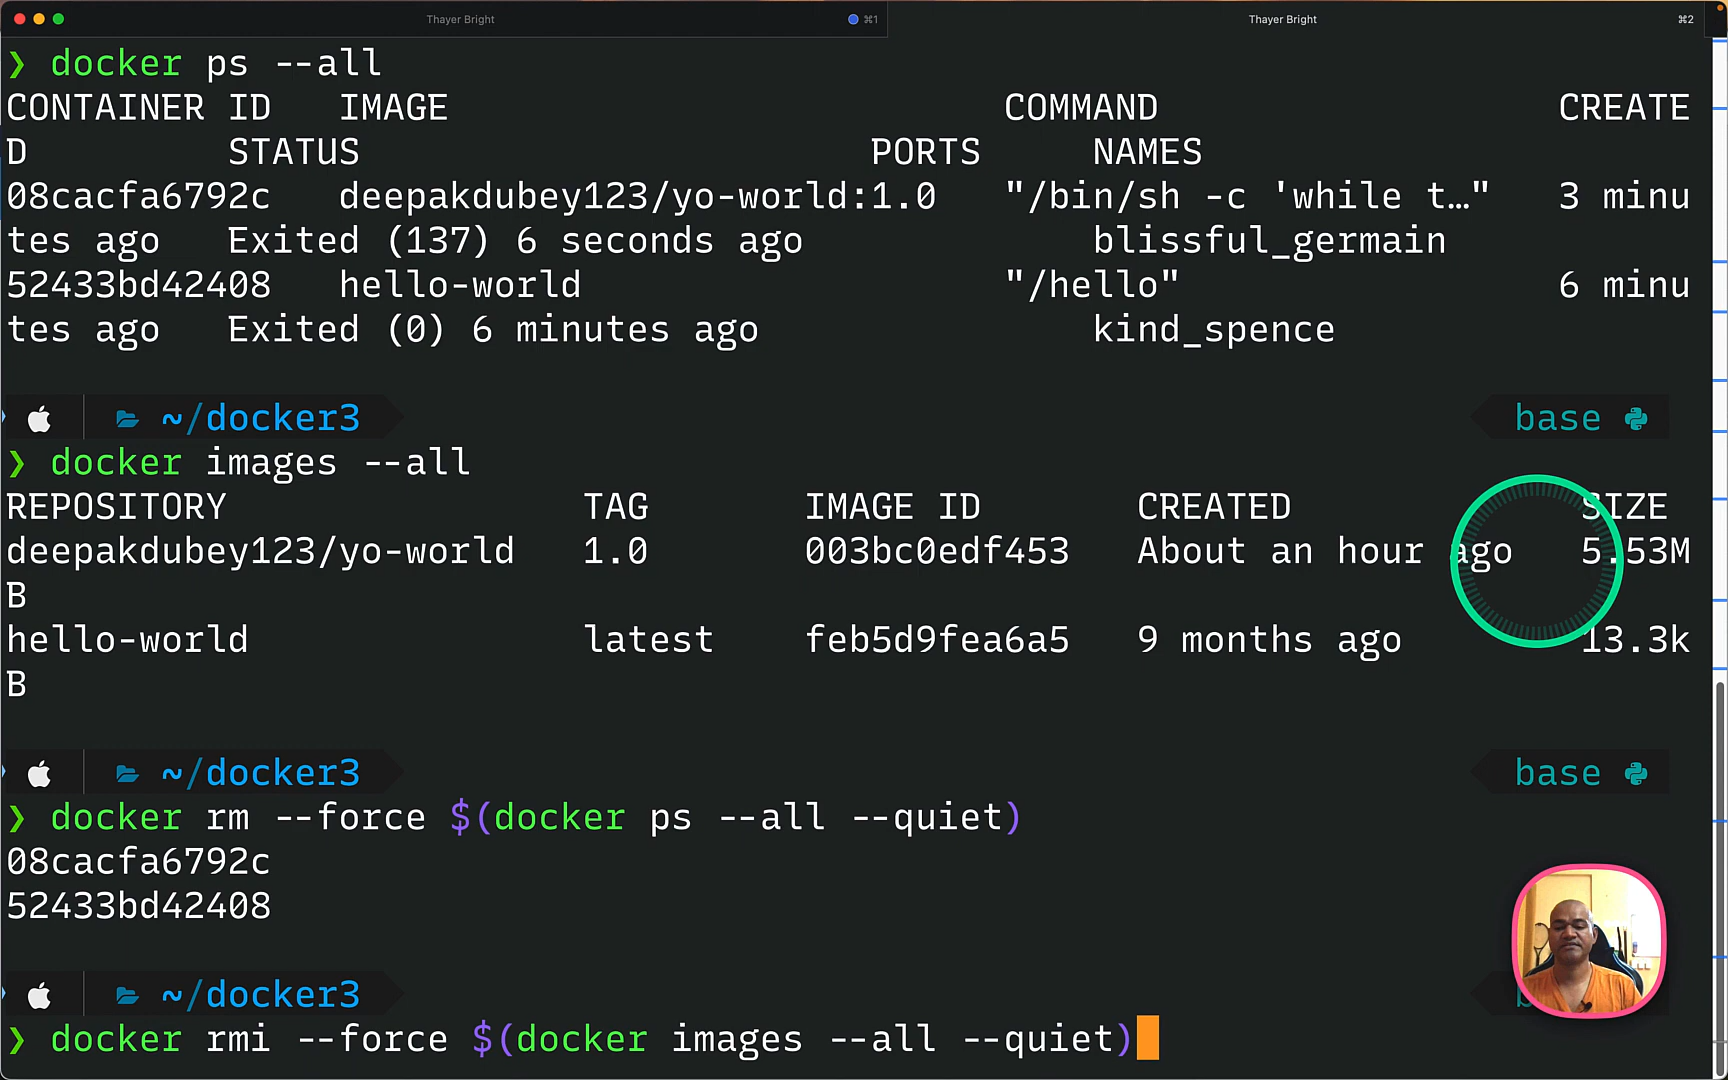 Thayer Bright ⌘1 Thayer Bright ⌘2
❯ docker ps --all
CONTAINER ID IMAGE COMMAND CREATE
D STATUS PORTS NAMES
08cacfa6792c deepakdubey123/yo-world:1.0 "/bin/sh -c 'while t…" 3 minu
tes ago Exited (137) 6 seconds ago blissful_germain
52433bd42408 hello-world "/hello" 6 minu
tes ago Exited (0) 6 minutes ago kind_spence
~/docker3 base
❯ docker images --all
REPOSITORY TAG IMAGE ID CREATED SIZE
deepakdubey123/yo-world 1.0 003bc0edf453 About an hour ago 5.53M
B
hello-world latest feb5d9fea6a5 9 months ago 13.3k
B
~/docker3 base
❯ docker rm --force $(docker ps --all --quiet)
08cacfa6792c
52433bd42408
~/docker3
❯ docker rmi --force $(docker images --all --quiet)